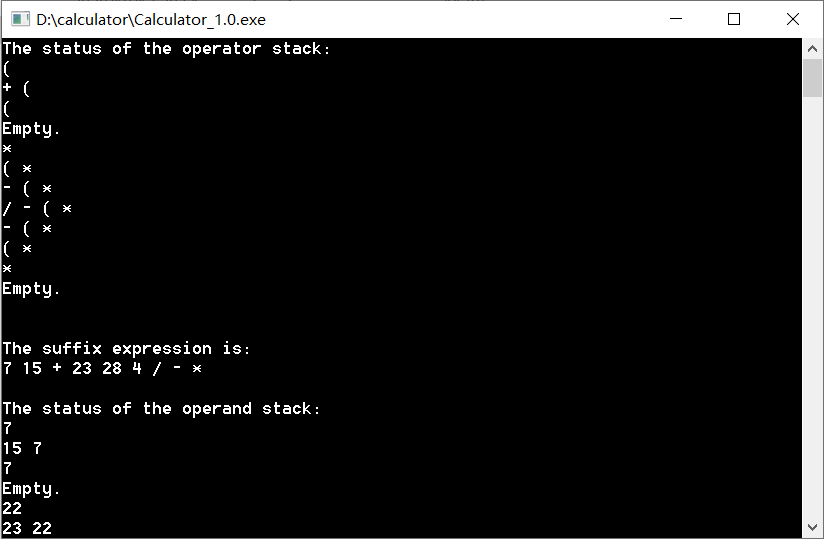 D:\calculator\Calculator_1.0.exe
The status of the operator stack:
(
+ (
(
Empty.
*
( *
- ( *
/ - ( *
- ( *
( *
*
Empty.
The suffix expression is:
7 15 + 23 28 4 / - *
The status of the operand stack:
7
15 7
7
Empty.
22
23 22